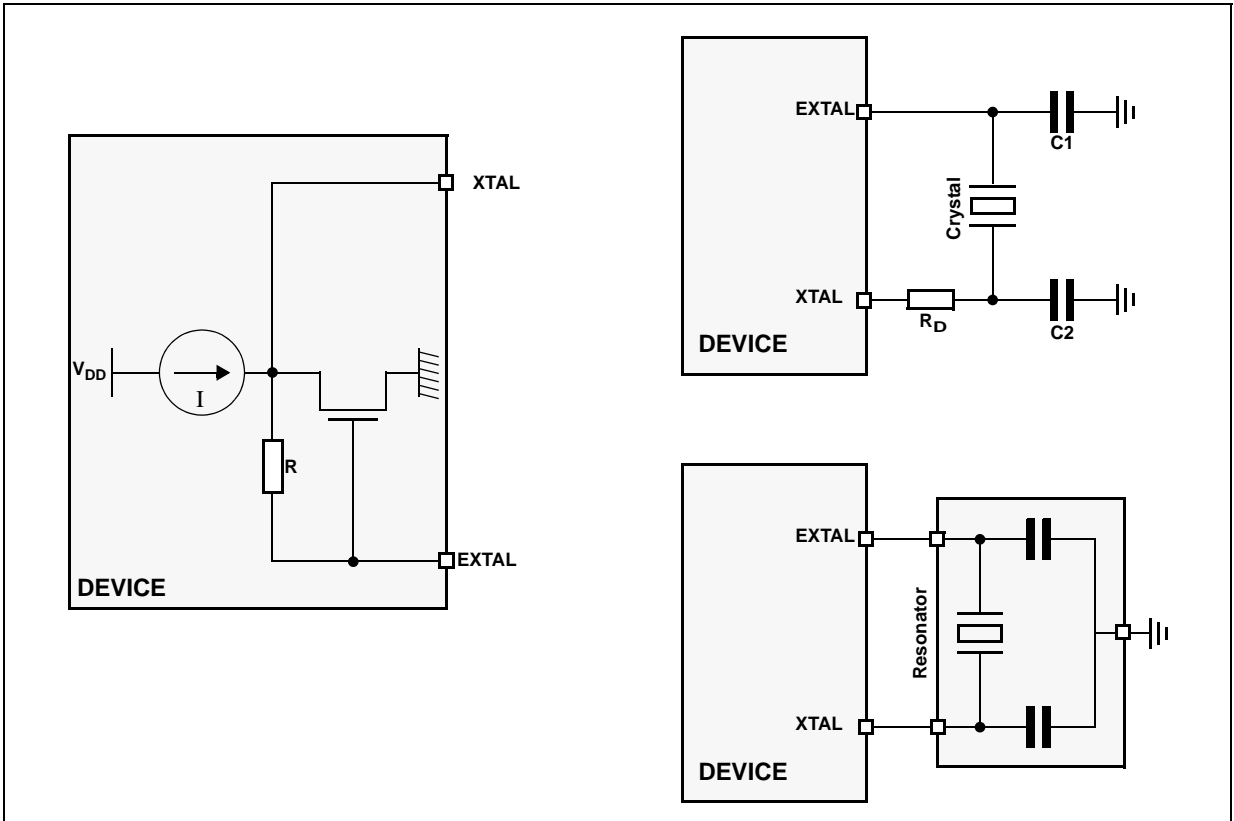 XTAL
VDD
I
R
EXTAL
DEVICE
EXTAL
C1
Crystal
XTAL
RD
C2
DEVICE
EXTAL
Resonator
XTAL
DEVICE